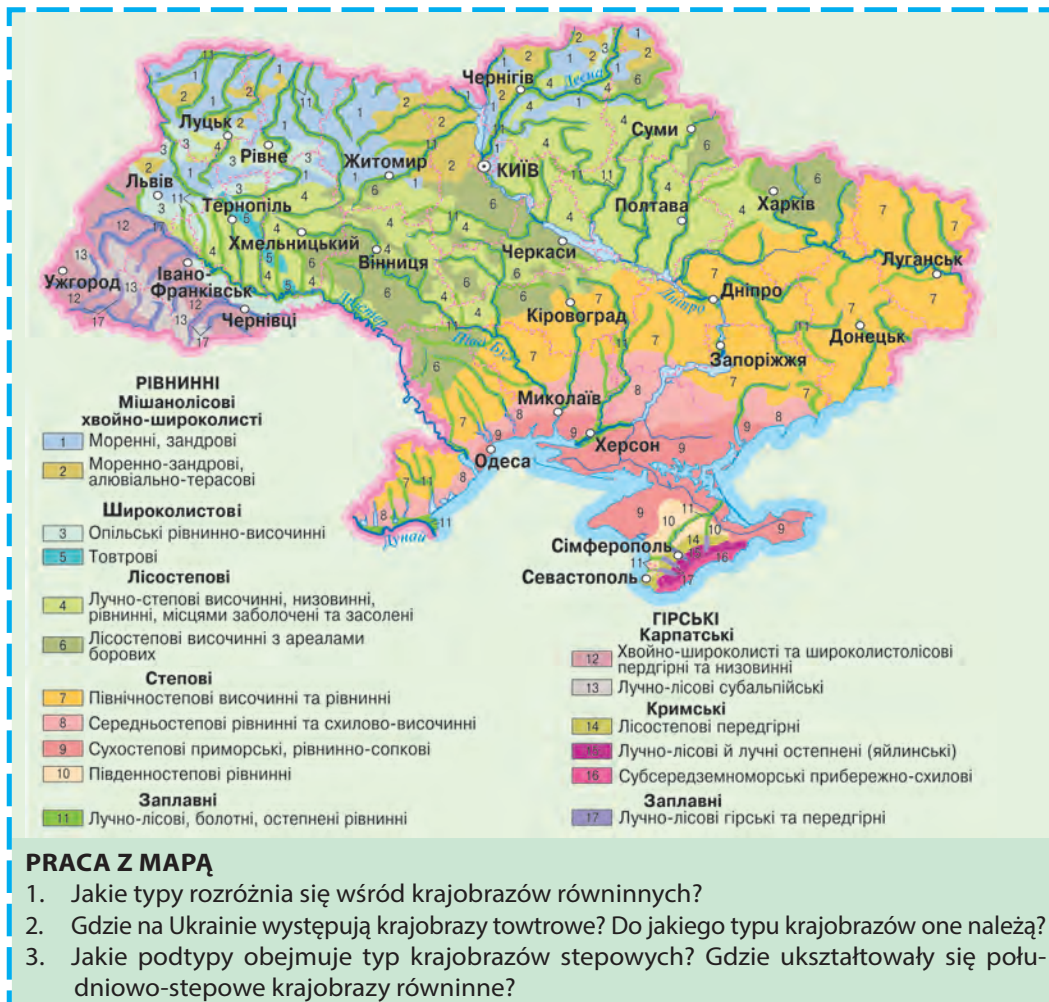 Чернігів
Десна
Луцьк
Рівне
Суми
Житомир
КИЇВ
Львів
Тернопіль
Полтава
Харків
Хмельницький
Черкаси
Вінниця
Луганськ
Ужгород
Івано-
Франківськ
Дніпро
Дніпро
Чернівці
Дністер
Кіровоград
Донецьк
Півд. Буг
Запоріжжя
Миколаїв
Херсон
Одеса
Дунай
Сімферополь
Севастополь
РІВНИННІ
Мішанолісові
хвойно-широколисті
1 Моренні, зандрові
2 Моренно-зандрові,
алювіально-терасові
Широколистові
3 Опільські рівнинно-височинні
5 Товтрові
Лісостепові
4 Лучно-степові височинні, низовинні,
рівнинні, місцями заболочені та засолені
6 Лісостепові височинні з ареалами
борових
Степові
7 Північностепові височинні та рівнинні
8 Середньостепові рівнинні та схилово-височинні
9 Сухостепові приморські, рівнинно-сопкові
10 Південностепові рівнинні
Заплавні
11 Лучно-лісові, болотні, остепнені рівнинні
ГІРСЬКІ
Карпатські
12 Хвойно-широколисті та широколистолісові
пердгірні та низовинні
13 Лучно-лісові субальпійські
Кримські
14 Лісостепові передгірні
15 Лучно-лісові й лучні остепнені (яйлинські)
16 Субсередземноморські прибережно-схилові
Заплавні
17 Лучно-лісові гірські та передгірні
PRACA Z MAPĄ
1. Jakie typy rozróżnia się wśród krajobrazów równinnych?
2. Gdzie na Ukrainie występują krajobrazy towtrowe? Do jakiego typu krajobrazów one należą?
3. Jakie podtypy obejmuje typ krajobrazów stepowych? Gdzie ukształtowały się połu-
dniowo-stepowe krajobrazy równinne?